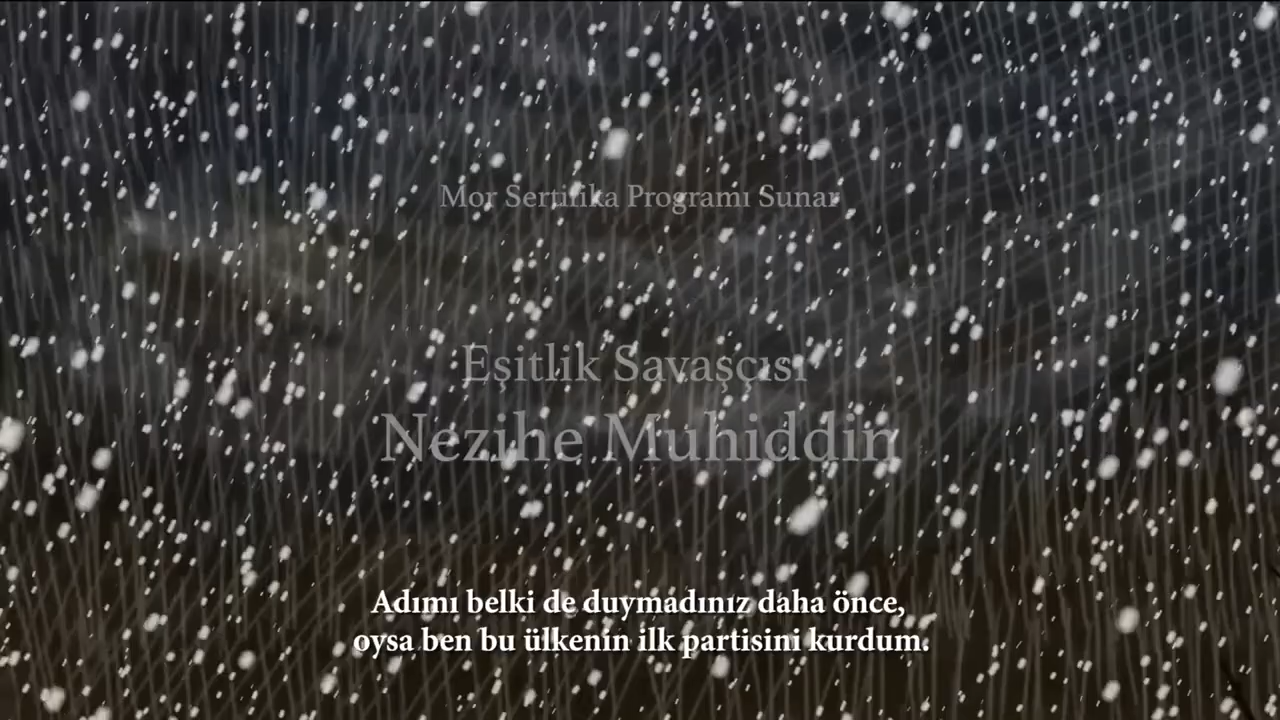 Mor Sertifika Programı Sunar
Eşitlik Savaşçısı
Nezihe Muhiddin
Adımı belki de duymadınız daha önce,
oysa ben bu ülkenin ilk partisini kurdum.